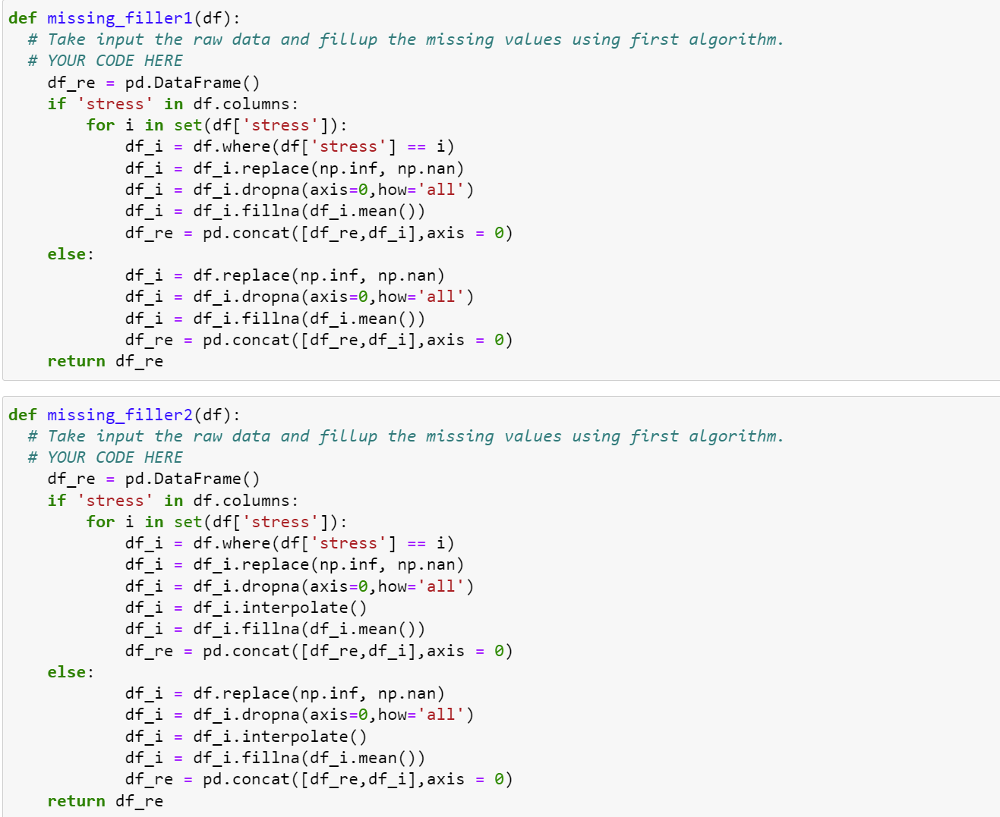 def missing_filler1(df):
  # Take input the raw data and fillup the missing values using first algorithm.
  # YOUR CODE HERE
    df_re = pd.DataFrame()
    if 'stress' in df.columns:
        for i in set(df['stress']):
            df_i = df.where(df['stress'] == i)
            df_i = df_i.replace(np.inf, np.nan)
            df_i = df_i.dropna(axis=0,how='all')
            df_i = df_i.fillna(df_i.mean())
            df_re = pd.concat([df_re,df_i],axis = 0)
    else:
            df_i = df.replace(np.inf, np.nan)
            df_i = df_i.dropna(axis=0,how='all')
            df_i = df_i.fillna(df_i.mean())
            df_re = pd.concat([df_re,df_i],axis = 0)
    return df_re
def missing_filler2(df):
  # Take input the raw data and fillup the missing values using first algorithm.
  # YOUR CODE HERE
    df_re = pd.DataFrame()
    if 'stress' in df.columns:
        for i in set(df['stress']):
            df_i = df.where(df['stress'] == i)
            df_i = df_i.replace(np.inf, np.nan)
            df_i = df_i.dropna(axis=0,how='all')
            df_i = df_i.interpolate()
            df_i = df_i.fillna(df_i.mean())
            df_re = pd.concat([df_re,df_i],axis = 0)
    else:
            df_i = df.replace(np.inf, np.nan)
            df_i = df_i.dropna(axis=0,how='all')
            df_i = df_i.interpolate()
            df_i = df_i.fillna(df_i.mean())
            df_re = pd.concat([df_re,df_i],axis = 0)
    return df_re